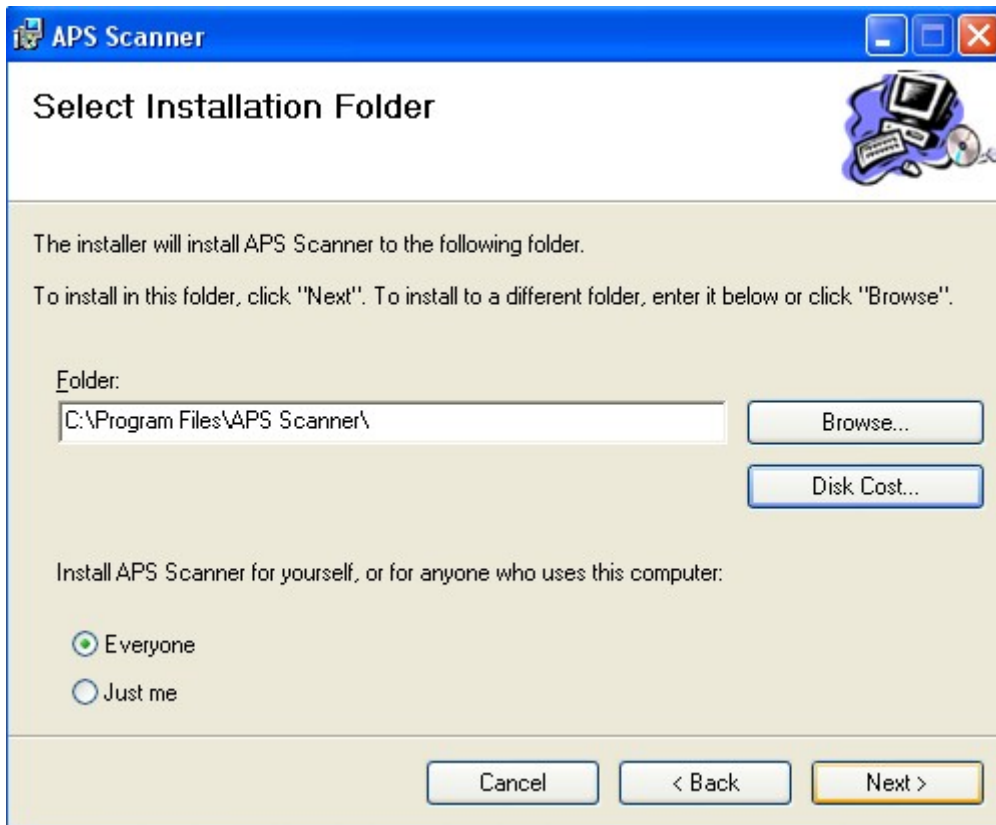 APS Scanner
Select Installation Folder
The installer will install APS Scanner to the following folder.
To install in this folder, click "Next". To install to a different folder, enter it below or click "Browse".
Folder:
C:\Program Files\APS Scanner\
Browse...
Disk Cost...
Install APS Scanner for yourself, or for anyone who uses this computer:
Everyone
Just me
Cancel
< Back
Next >